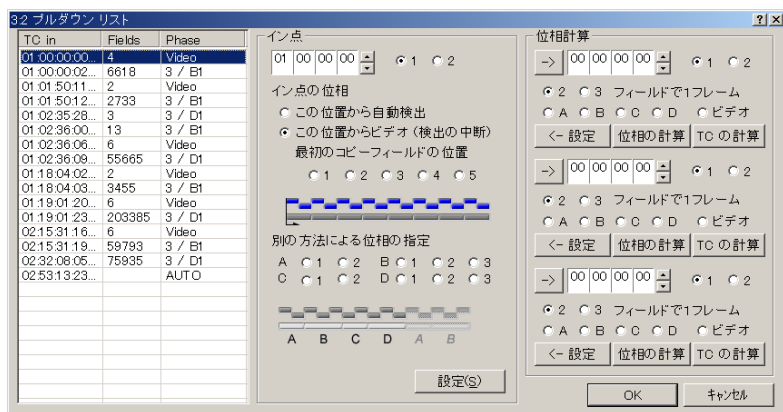 3:2 プルダウン リスト
TC in Fields Phase
01:00:00:00... 4 Video
01:00:00:02... 6618 3 / B1
01:01:50:11... 2 Video
01:01:50:12... 2733 3 / B1
01:02:35:28... 3 3 / D1
01:02:36:00... 13 3 / B1
01:02:36:06... 6 Video
01:02:36:09... 55665 3 / D1
01:18:04:02... 2 Video
01:18:04:03... 3455 3 / B1
01:19:01:20... 6 Video
01:19:01:23... 203385 3 / D1
02:15:31:16... 6 Video
02:15:31:19... 59793 3 / B1
02:32:08:05... 75935 3 / D1
02:53:13:23... AUTO
イン点
01 00 00 00 1 2
イン点の位相
この位置から自動検出
この位置からビデオ (検出の中断)
最初のコピーフィールドの位置
1 2 3 4 5
別の方法による位相の指定
A 1 2 B 1 2 3
C 1 2 D 1 2 3
A B C D A B
設定(S)
位相計算
-> 00 00 00 00 1 2
2 3 フィールドで1フレーム
A B C D ビデオ
<- 設定 位相の計算 TC の計算
-> 00 00 00 00 1 2
2 3 フィールドで1フレーム
A B C D ビデオ
<- 設定 位相の計算 TC の計算
-> 00 00 00 00 1 2
2 3 フィールドで1フレーム
A B C D ビデオ
<- 設定 位相の計算 TC の計算
OK キャンセル